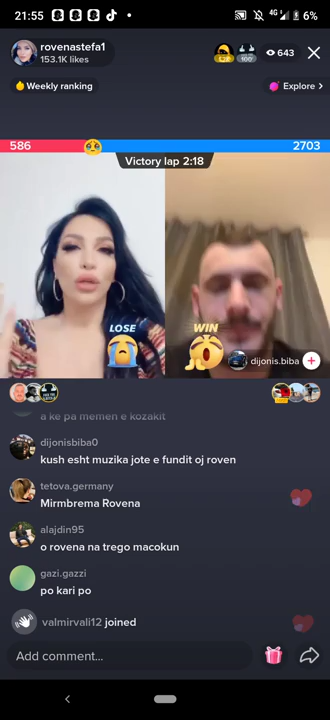 21:55
4G
6%
rovenastefa1
153.1K likes
643
Weekly ranking
Explore >
586
2703
Victory lap 2:18
LOSE
WIN
dijonis.biba
a ke pa memen e kozakit
dijonisbiba0
kush esht muzika jote e fundit oj roven
tetova.germany
Mirmbrema Rovena
alajdin95
o rovena na trego macokun
gazi.gazzi
po kari po
valmirvali12 joined
Add comment...